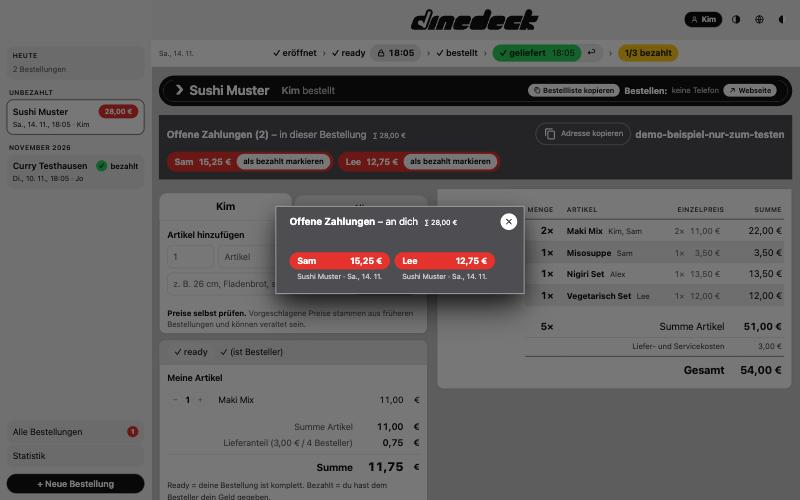 dinedeck
Kim
HEUTE
2 Bestellungen
UNBEZAHLT
Sushi Muster 28,00 €
Sa., 14. 11., 18:05 · Kim
NOVEMBER 2026
Curry Testhausen ✓ bezahlt
Di., 10. 11., 18:05 · Jo
Alle Bestellungen 1
Statistik
+ Neue Bestellung
Sa., 14. 11.
✓ eröffnet › ✓ ready 18:05 › ✓ bestellt › ✓ geliefert 18:05 › 1/3 bezahlt
Sushi Muster Kim bestellt
Bestellliste kopieren Bestellen: keine Telefon Webseite
Offene Zahlungen (2) – in dieser Bestellung Σ 28,00 €
Adresse kopieren demo-beispiel-nur-zum-testen
Sam 15,25 € als bezahlt markieren Lee 12,75 € als bezahlt markieren
Kim
Artikel hinzufügen
1 Artikel
z. B. 26 cm, Fladenbrot, s
Preise selbst prüfen. Vorgeschlagene Preise stammen aus früheren
Bestellungen und können veraltet sein.
Offene Zahlungen – an dich Σ 28,00 €
Sam 15,25 € Lee 12,75 €
Sushi Muster · Sa., 14. 11. Sushi Muster · Sa., 14. 11.
✓ ready ✓ (ist Besteller)
Meine Artikel
− 1 + Maki Mix 11,00 €
Summe Artikel 11,00 €
Lieferanteil (3,00 € / 4 Besteller) 0,75 €
Summe 11,75 €
Ready = deine Bestellung ist komplett. Bezahlt = du hast dem
Besteller dein Geld gegeben.
MENGE ARTIKEL EINZELPREIS SUMME
2× Maki Mix Kim, Sam 2× 11,00 € 22,00 €
1× Misosuppe Sam 1× 3,50 € 3,50 €
1× Nigiri Set Alex 1× 13,50 € 13,50 €
1× Vegetarisch Set Lee 1× 12,00 € 12,00 €
5× Summe Artikel 51,00 €
Liefer- und Servicekosten 3,00 €
Gesamt 54,00 €